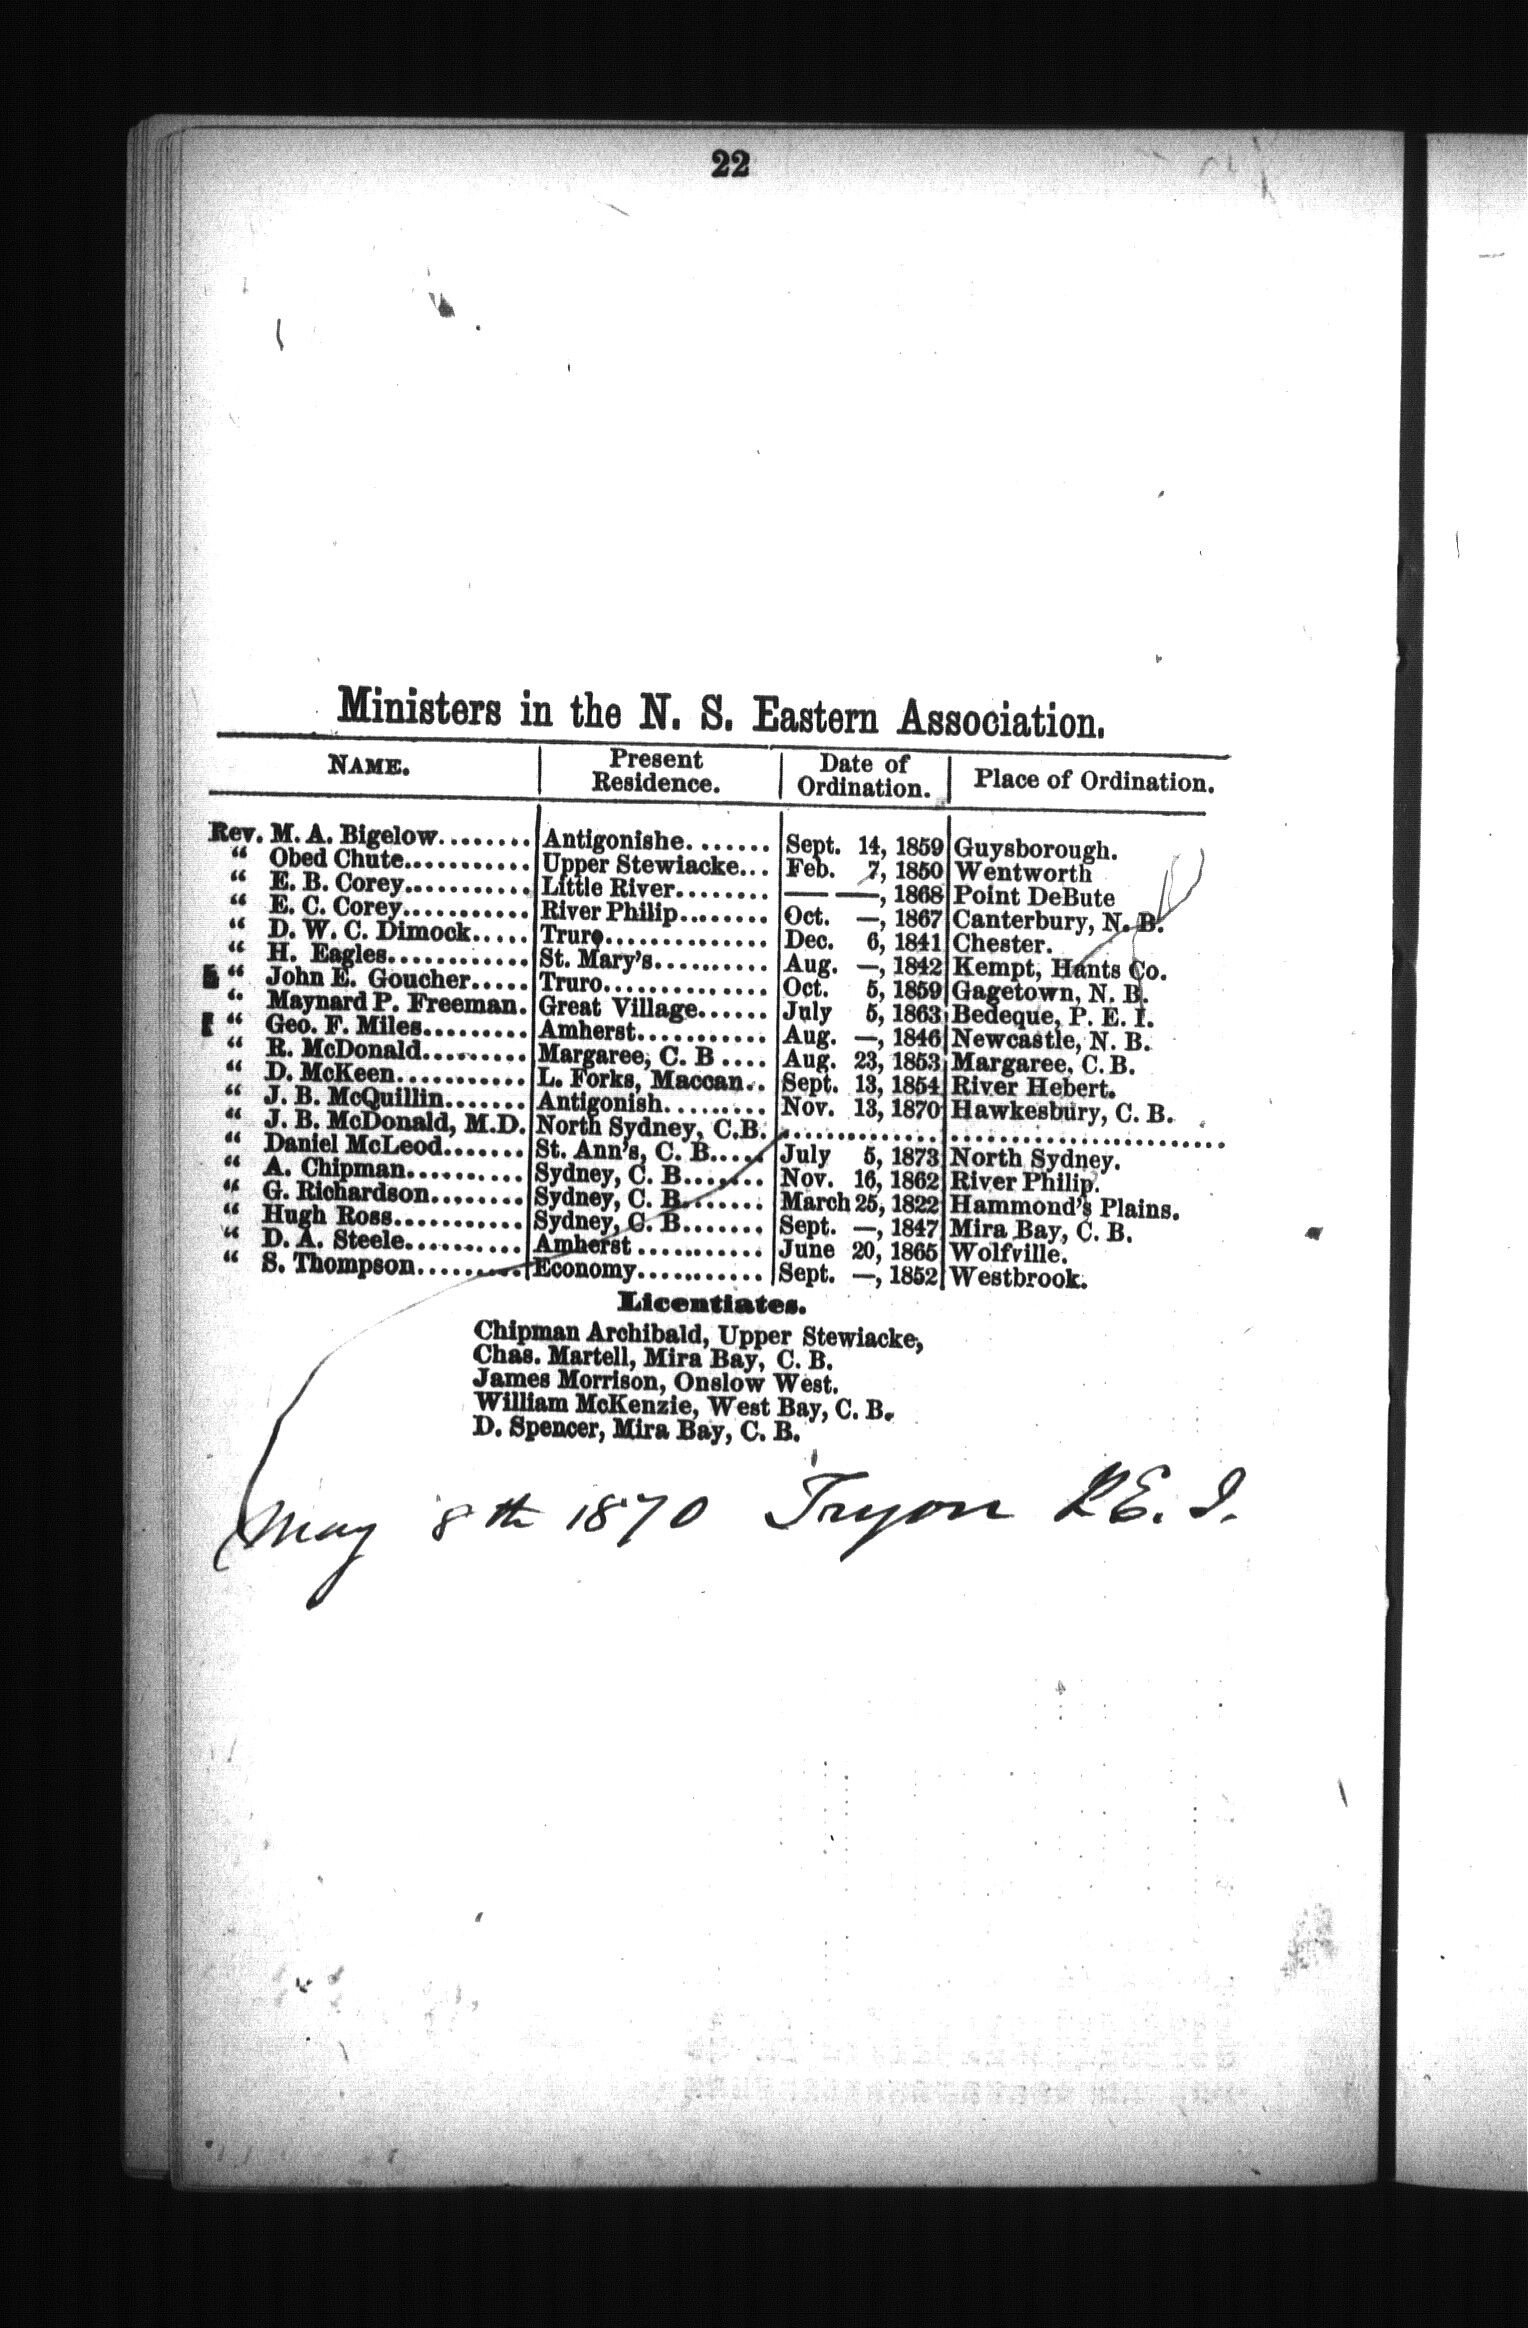 22
Ministers in the N. S. Eastern Association.
NAME. Present Residence. Date of Ordination. Place of Ordination.
Rev. M. A. Bigelow........ Antigonishe....... Sept. 14, 1859 Guysborough.
“ Obed Chute........... Upper Stewiacke... Feb. 7, 1850 Wentworth
“ E. B. Corey........... Little River........ —— ——, 1868 Point DeBute
“ E. C. Corey........... River Philip........ Oct. —, 1867 Canterbury, N. B.
“ D. W. C. Dimock..... Truro.............. Dec. 6, 1841 Chester.
“ H. Eagles............ St. Mary's.......... Aug. —, 1842 Kempt, Hants Co.
“ John E. Goucher..... Truro.............. Oct. 5, 1859 Gagetown, N. B.
“ Maynard P. Freeman. Great Village...... July 5, 1863 Bedeque, P. E. I.
“ Geo. F. Miles......... Amherst........... Aug. —, 1846 Newcastle, N. B.
“ R. McDonald......... Margaree, C. B .... Aug. 23, 1853 Margaree, C. B.
“ D. McKeen........... L. Forks, Maccan.. Sept. 13, 1854 River Hebert.
“ J. B. McQuillin....... Antigonish......... Nov. 13, 1870 Hawkesbury, C. B.
“ J. B. McDonald, M.D. North Sydney, C.B. .............. ........................
“ Daniel McLeod....... St. Ann's, C. B..... July 5, 1873 North Sydney.
“ A. Chipman.......... Sydney, C. B....... Nov. 16, 1862 River Philip.
“ G. Richardson........ Sydney, C. B....... March 25, 1822 Hammond's Plains.
“ Hugh Ross........... Sydney, C. B....... Sept. —, 1847 Mira Bay, C. B.
“ D. A. Steele.......... Amherst........... June 20, 1865 Wolfville.
“ S. Thompson......... Economy........... Sept. —, 1852 Westbrook.
Licentiates.
Chipman Archibald, Upper Stewiacke,
Chas. Martell, Mira Bay, C. B.
James Morrison, Onslow West.
William McKenzie, West Bay, C. B.
D. Spencer, Mira Bay, C. B.
May 8th 1870 Tryon P.E. I.